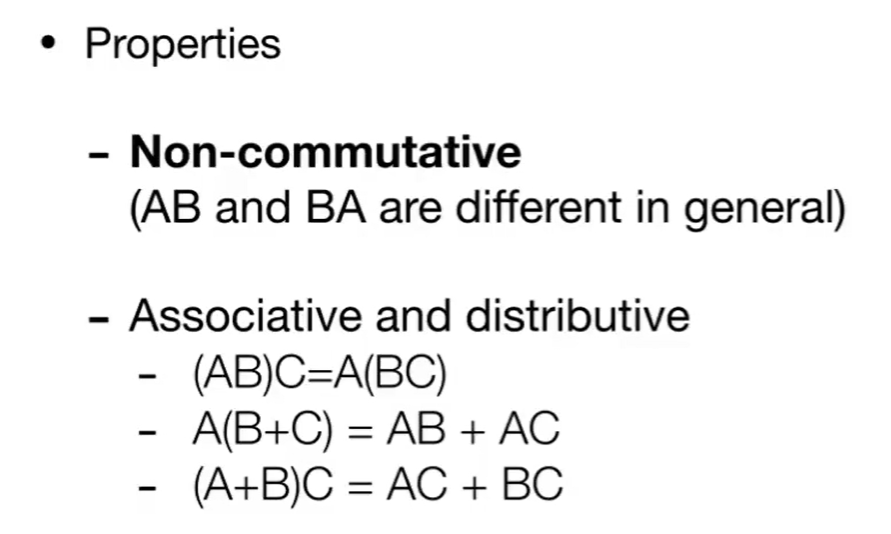 • Properties
- Non-commutative
(AB and BA are different in general)
- Associative and distributive
- (AB)C=A(BC)
- A(B+C) = AB + AC
- (A+B)C = AC + BC